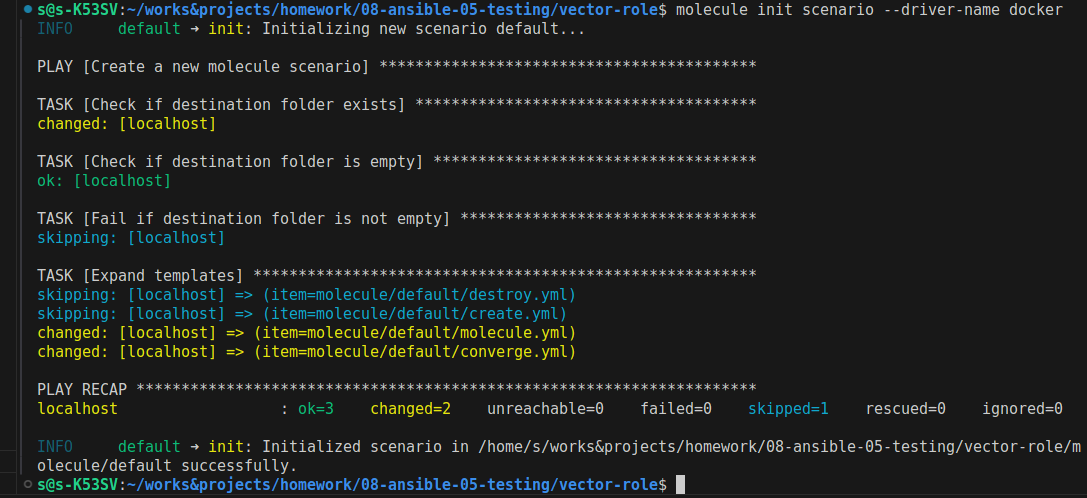 s@s-K53SV:~/works&projects/homework/08-ansible-05-testing/vector-role$ molecule init scenario --driver-name docker
INFO     default ➜ init: Initializing new scenario default...
PLAY [Create a new molecule scenario] ******************************************
TASK [Check if destination folder exists] **************************************
changed: [localhost]
TASK [Check if destination folder is empty] ************************************
ok: [localhost]
TASK [Fail if destination folder is not empty] *********************************
skipping: [localhost]
TASK [Expand templates] ********************************************************
skipping: [localhost] => (item=molecule/default/destroy.yml)
skipping: [localhost] => (item=molecule/default/create.yml)
changed: [localhost] => (item=molecule/default/molecule.yml)
changed: [localhost] => (item=molecule/default/converge.yml)
PLAY RECAP *********************************************************************
localhost                  : ok=3    changed=2    unreachable=0    failed=0    skipped=1    rescued=0    ignored=0
INFO     default ➜ init: Initialized scenario in /home/s/works&projects/homework/08-ansible-05-testing/vector-role/m
olecule/default successfully.
s@s-K53SV:~/works&projects/homework/08-ansible-05-testing/vector-role$